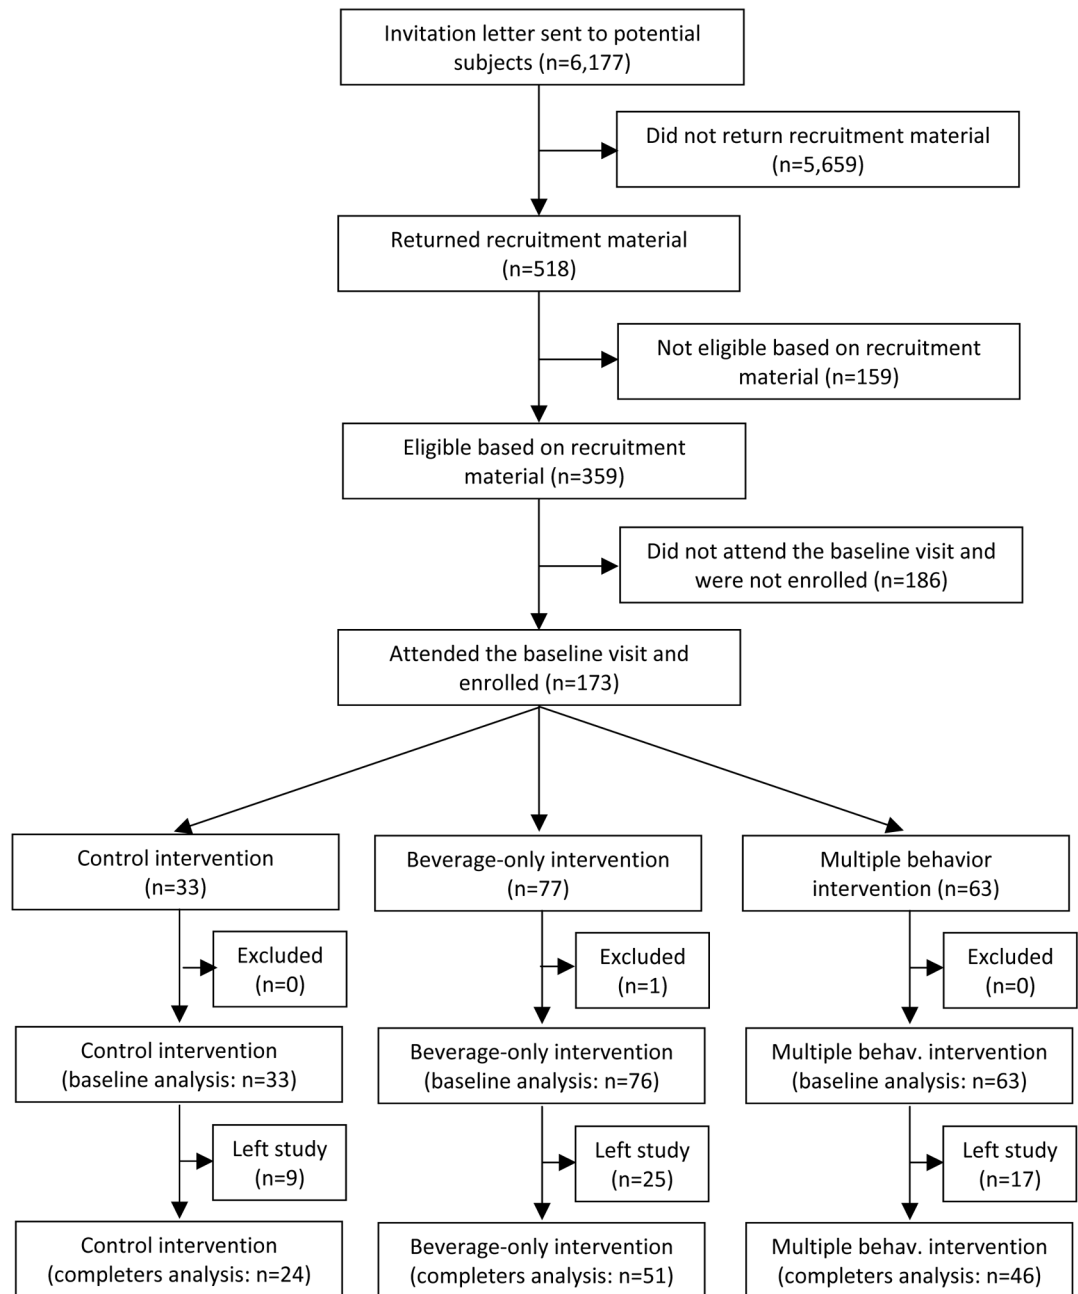 Invitation letter sent to potential
subjects (n=6,177)
Did not return recruitment material
(n=5,659)
Returned recruitment material
(n=518)
Not eligible based on recruitment
material (n=159)
Eligible based on recruitment
material (n=359)
Did not attend the baseline visit and
were not enrolled (n=186)
Attended the baseline visit and
enrolled (n=173)
Control intervention
(n=33)
Beverage-only intervention
(n=77)
Multiple behavior
intervention (n=63)
Excluded
(n=0)
Excluded
(n=1)
Excluded
(n=0)
Control intervention
(baseline analysis: n=33)
Beverage-only intervention
(baseline analysis: n=76)
Multiple behav. intervention
(baseline analysis: n=63)
Left study
(n=9)
Left study
(n=25)
Left study
(n=17)
Control intervention
(completers analysis: n=24)
Beverage-only intervention
(completers analysis: n=51)
Multiple behav. intervention
(completers analysis: n=46)